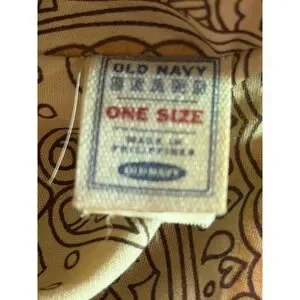 OLD NAVY
BRAND
ONE SIZE
MADE IN
PHILIPPINES
OLD NAVY